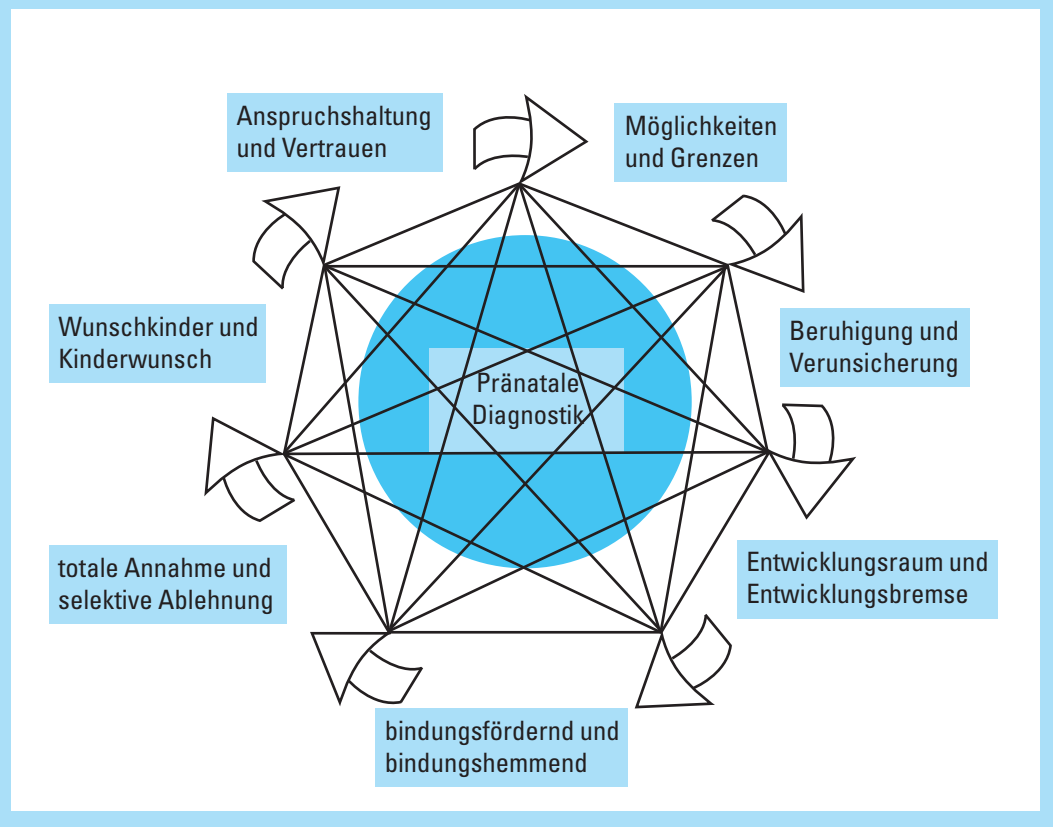 Anspruchshaltung
und Vertrauen
Möglichkeiten
und Grenzen
Wunschkinder und
Kinderwunsch
Beruhigung und
Verunsicherung
Pränatale
Diagnostik
totale Annahme und
selektive Ablehnung
Entwicklungsraum und
Entwicklungsbremse
bindungsfördernd und
bindungshemmend